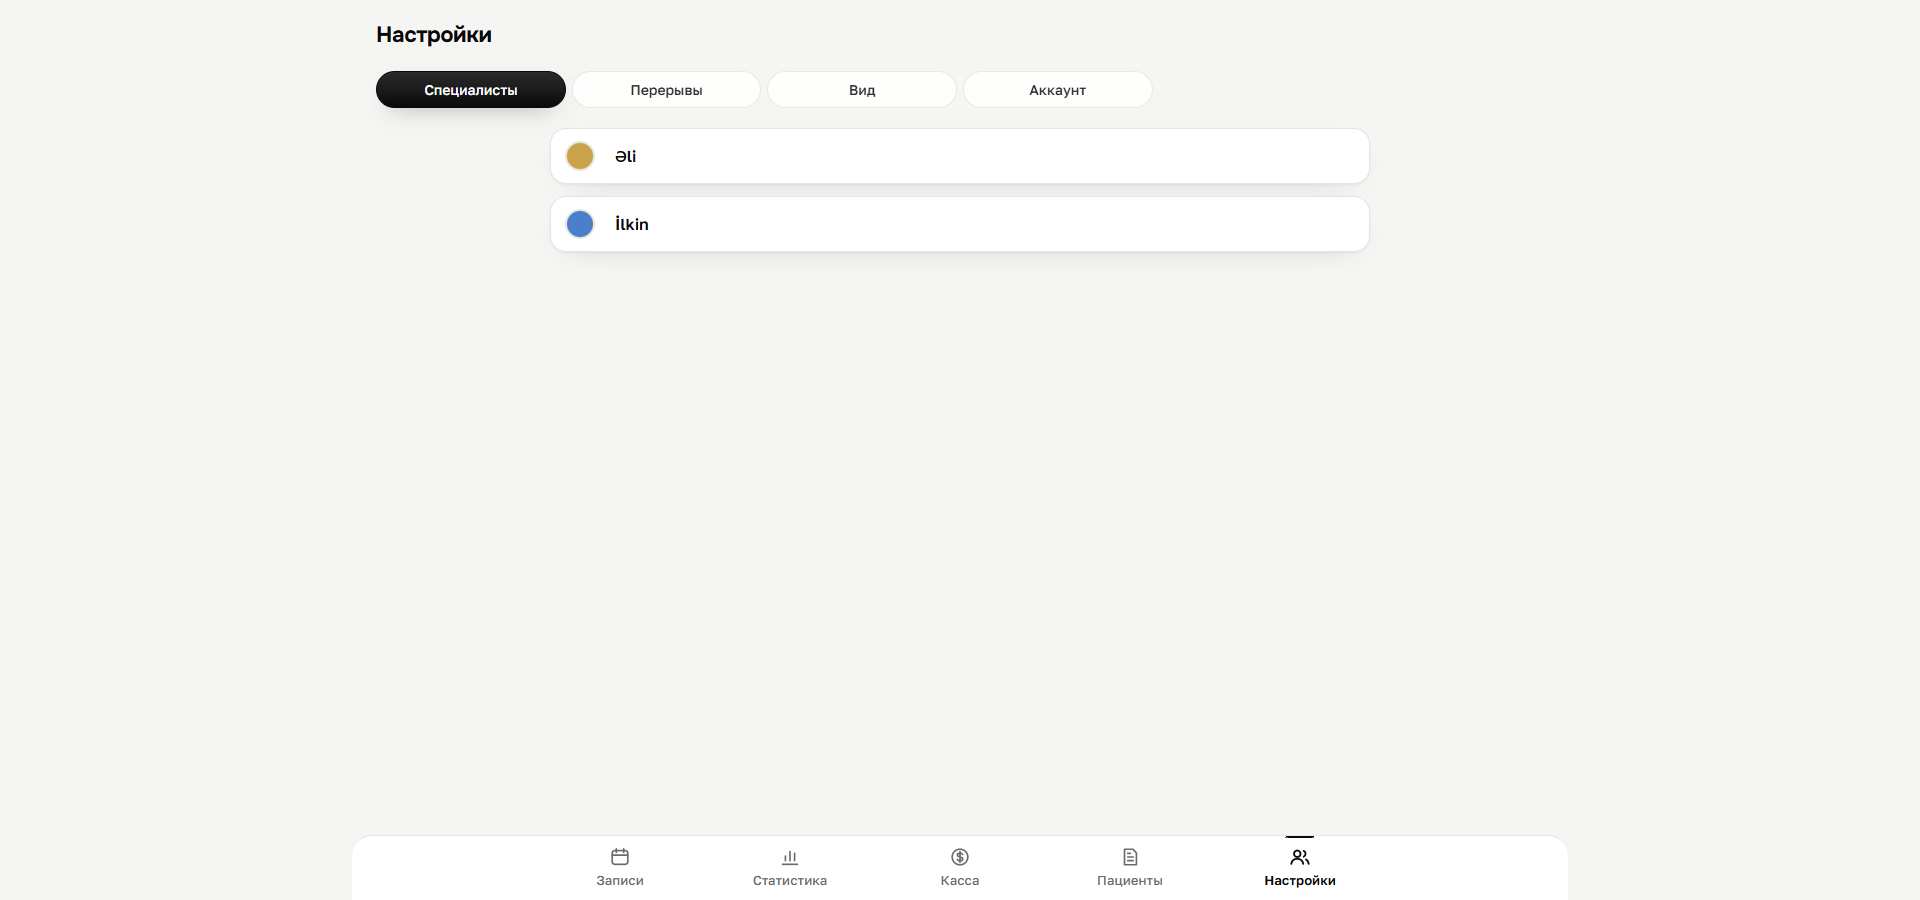 Настройки
Специалисты
Перерывы
Вид
Аккаунт
Əli
İlkin
Записи
Статистика
Касса
Пациенты
Настройки